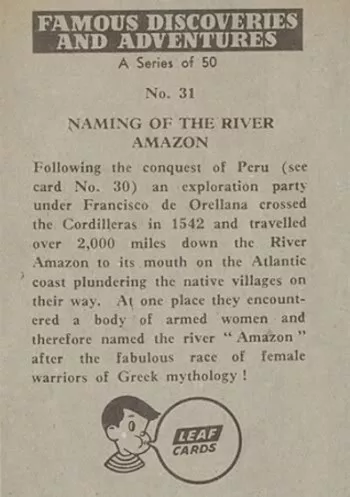 FAMOUS DISCOVERIES
AND ADVENTURES
A Series of 50
No. 31
NAMING OF THE RIVER
AMAZON
Following the conquest of Peru (see
card No. 30) an exploration party
under Francisco de Orellana crossed
the Cordilleras in 1542 and travelled
over 2,000 miles down the River
Amazon to its mouth on the Atlantic
coast plundering the native villages on
their way. At one place they encount-
ered a body of armed women and
therefore named the river “ Amazon ”
after the fabulous race of female
warriors of Greek mythology !
LEAF
CARDS